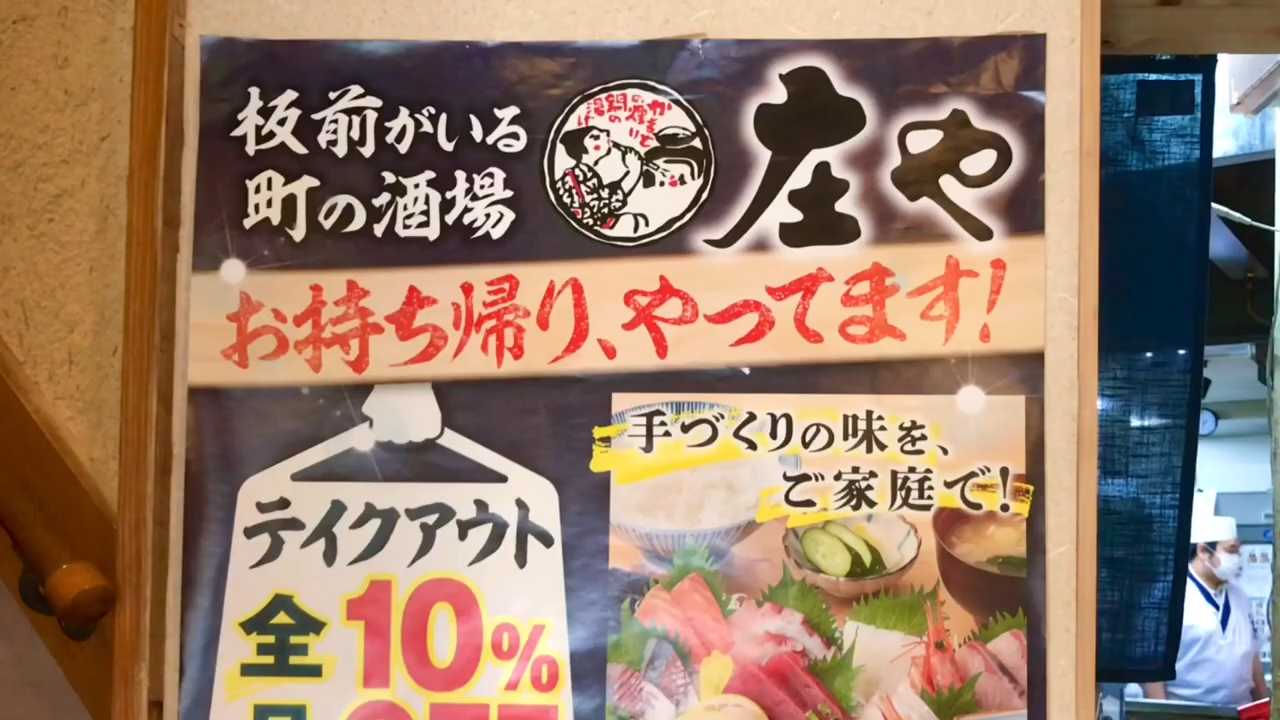 板前がいる
町の酒場
庄や
お持ち帰り、やってます!
手づくりの味を、
ご家庭で!
テイクアウト
全10%